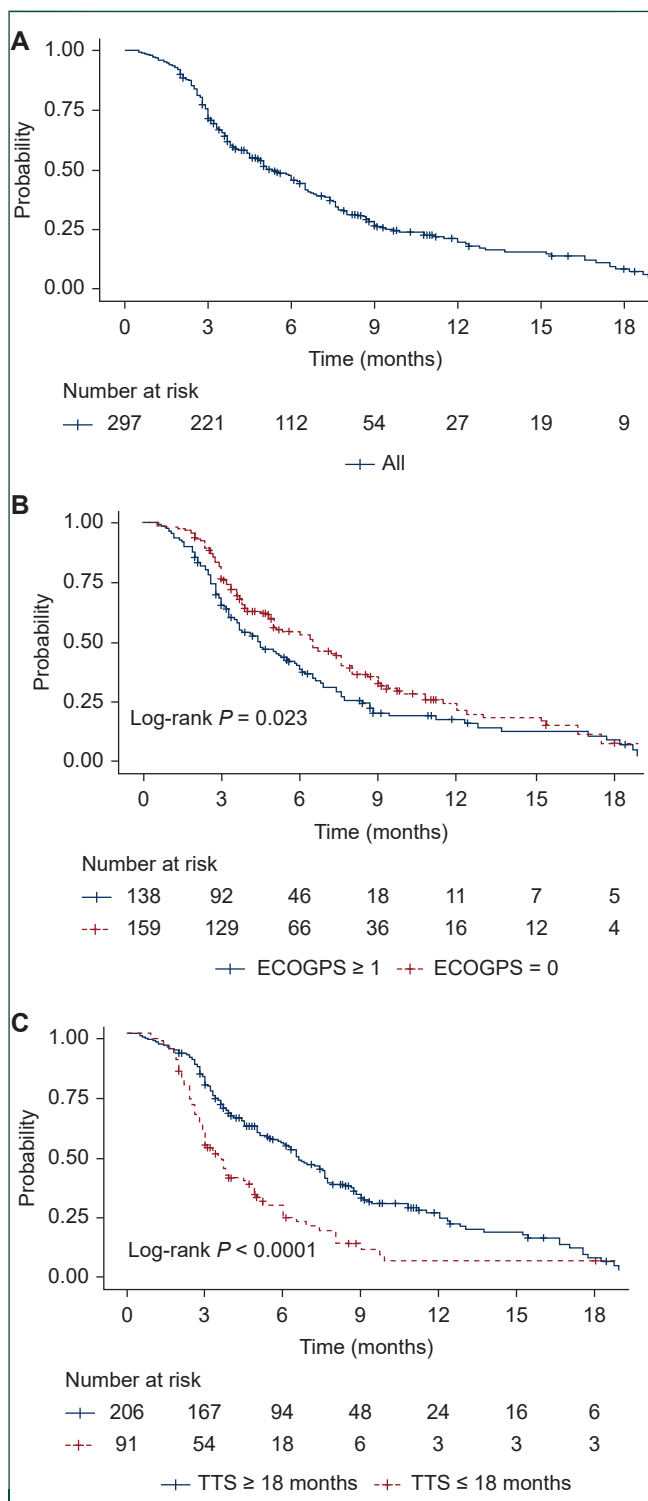 A
Probability
1.00
0.75
0.50
0.25
0.00
0 3 6 9 12 15 18
Time (months)
Number at risk
297 221 112 54 27 19 9
All
B
Probability
1.00
0.75
0.50
0.25
0.00
Log-rank P = 0.023
0 3 6 9 12 15 18
Time (months)
Number at risk
138 92 46 18 11 7 5
159 129 66 36 16 12 4
ECOGPS ≥ 1 ECOGPS = 0
C
Probability
1.00
0.75
0.50
0.25
0.00
Log-rank P < 0.0001
0 3 6 9 12 15 18
Time (months)
Number at risk
206 167 94 48 24 16 6
91 54 18 6 3 3 3
TTS ≥ 18 months TTS ≤ 18 months